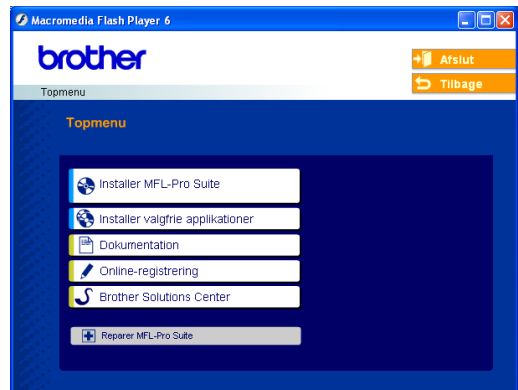 Macromedia Flash Player 6
brother
Afslut
Tilbage
Topmenu
Topmenu
Installer MFL-Pro Suite
Installer valgfrie applikationer
Dokumentation
Online-registrering
Brother Solutions Center
Reparer MFL-Pro Suite